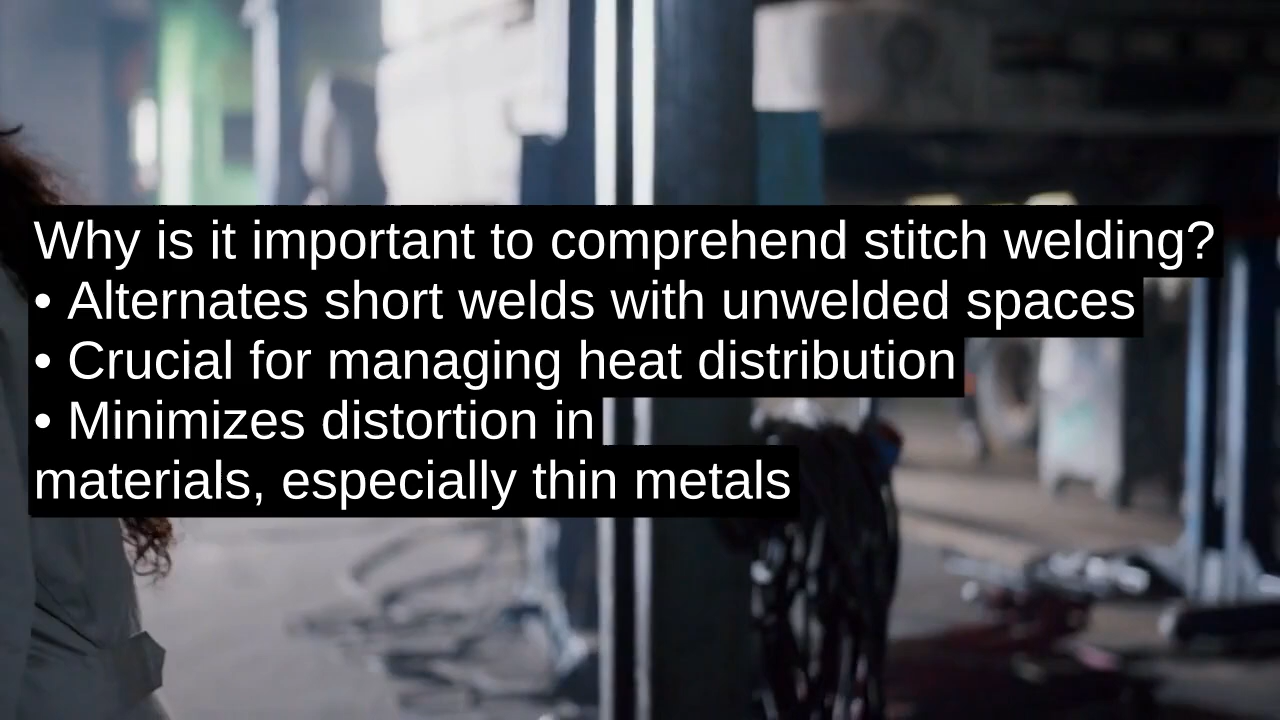 Why is it important to comprehend stitch welding?
• Alternates short welds with unwelded spaces
• Crucial for managing heat distribution
• Minimizes distortion in
materials, especially thin metals